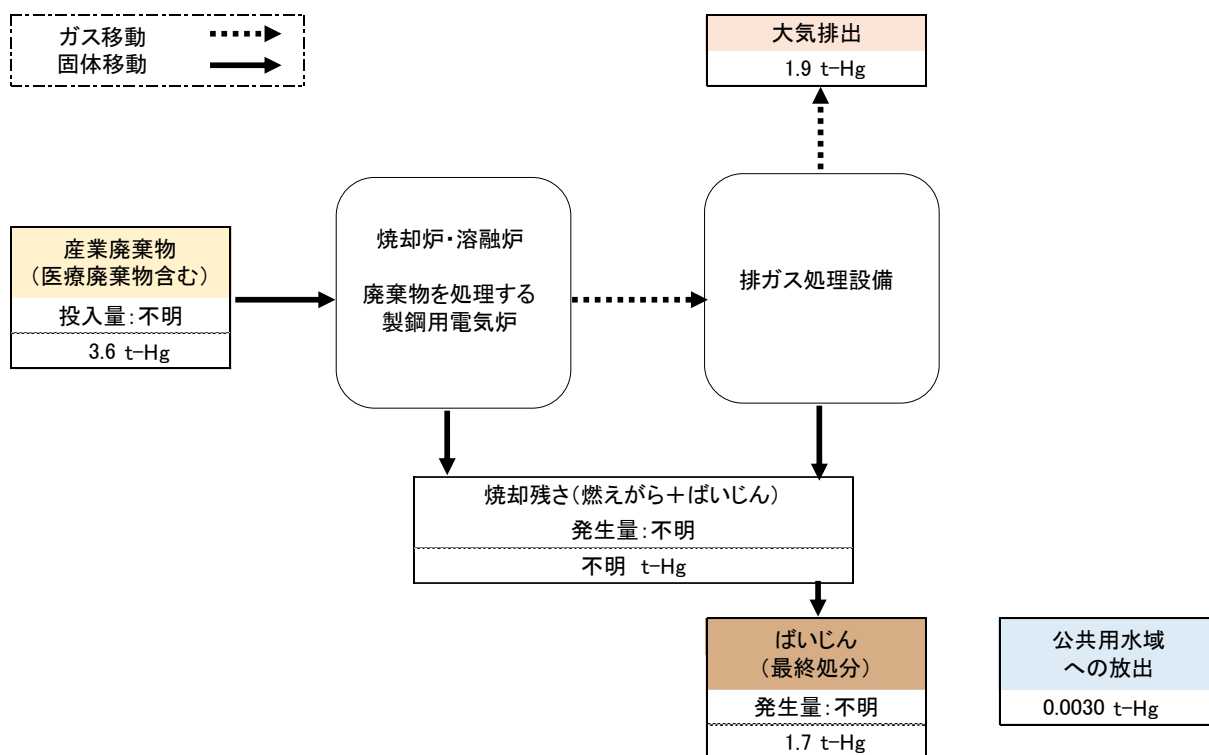 ガス移動
固体移動
大気排出
1.9 t-Hg
産業廃棄物
（医療廃棄物含む）
投入量：不明
3.6 t-Hg
焼却炉・溶融炉
廃棄物を処理する
製鋼用電気炉
排ガス処理設備
焼却残さ（燃えがら＋ばいじん）
発生量：不明
不明 t-Hg
ばいじん
（最終処分）
発生量：不明
1.7 t-Hg
公共用水域
への放出
0.0030 t-Hg